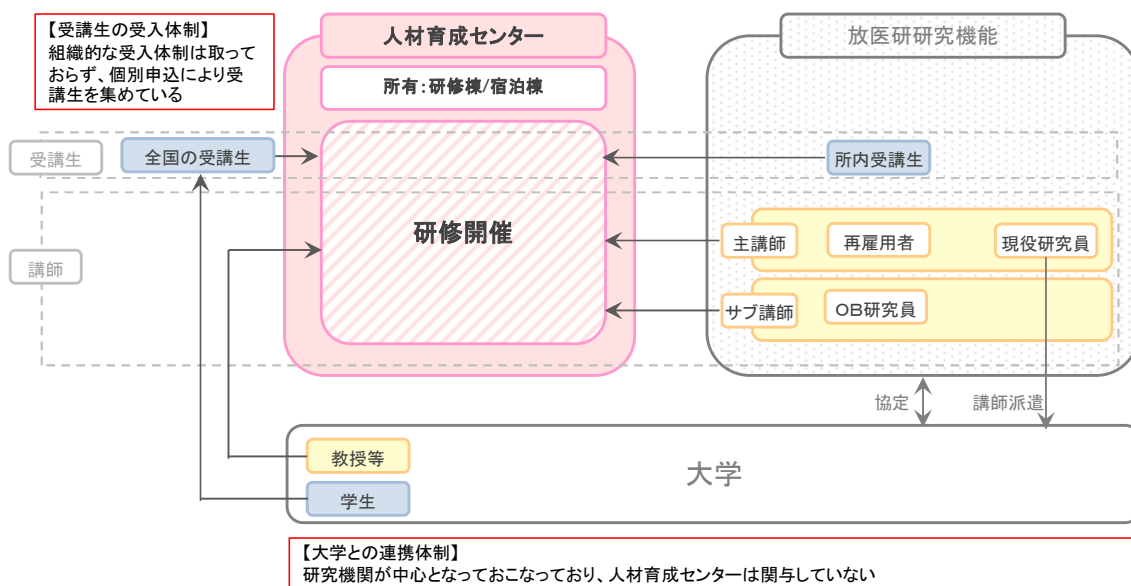 【受講生の受入体制】
組織的な受入体制は取って
おらず、個別申込により受
講生を集めている
人材育成センター
所有:研修棟/宿泊棟
放医研研究機能
受講生
全国の受講生
所内受講生
研修開催
講師
主講師
再雇用者
現役研究員
サブ講師
OB研究員
協定
講師派遣
教授等
学生
大学
【大学との連携体制】
研究機関が中心となっておこなっており、人材育成センターは関与していない